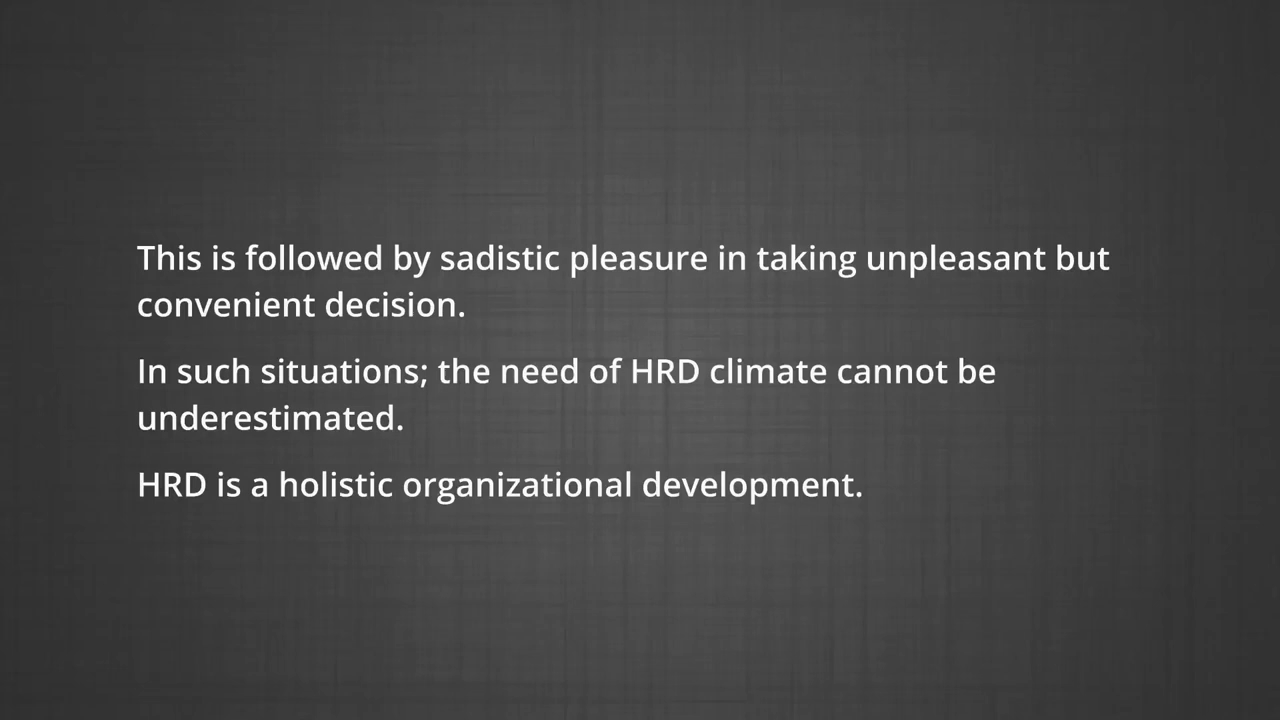 This is followed by sadistic pleasure in taking unpleasant but
convenient decision.
In such situations; the need of HRD climate cannot be
underestimated.
HRD is a holistic organizational development.